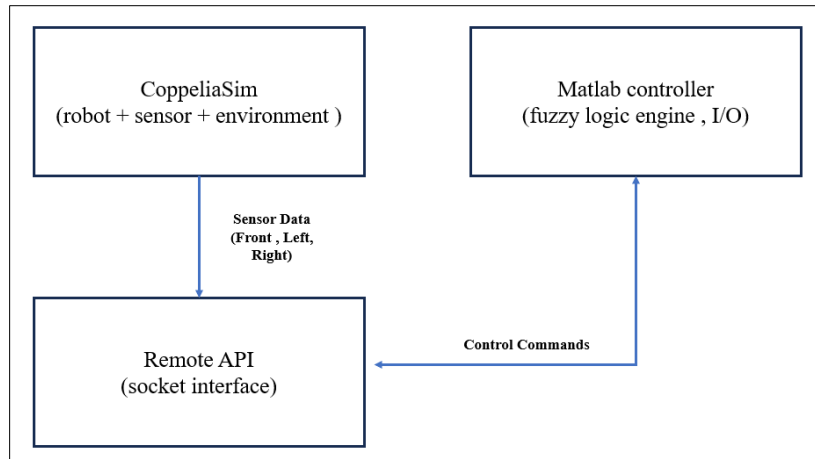 CoppeliaSim
(robot + sensor + environment )
Matlab controller
(fuzzy logic engine , I/O)
Sensor Data
(Front , Left,
Right)
Remote API
(socket interface)
Control Commands